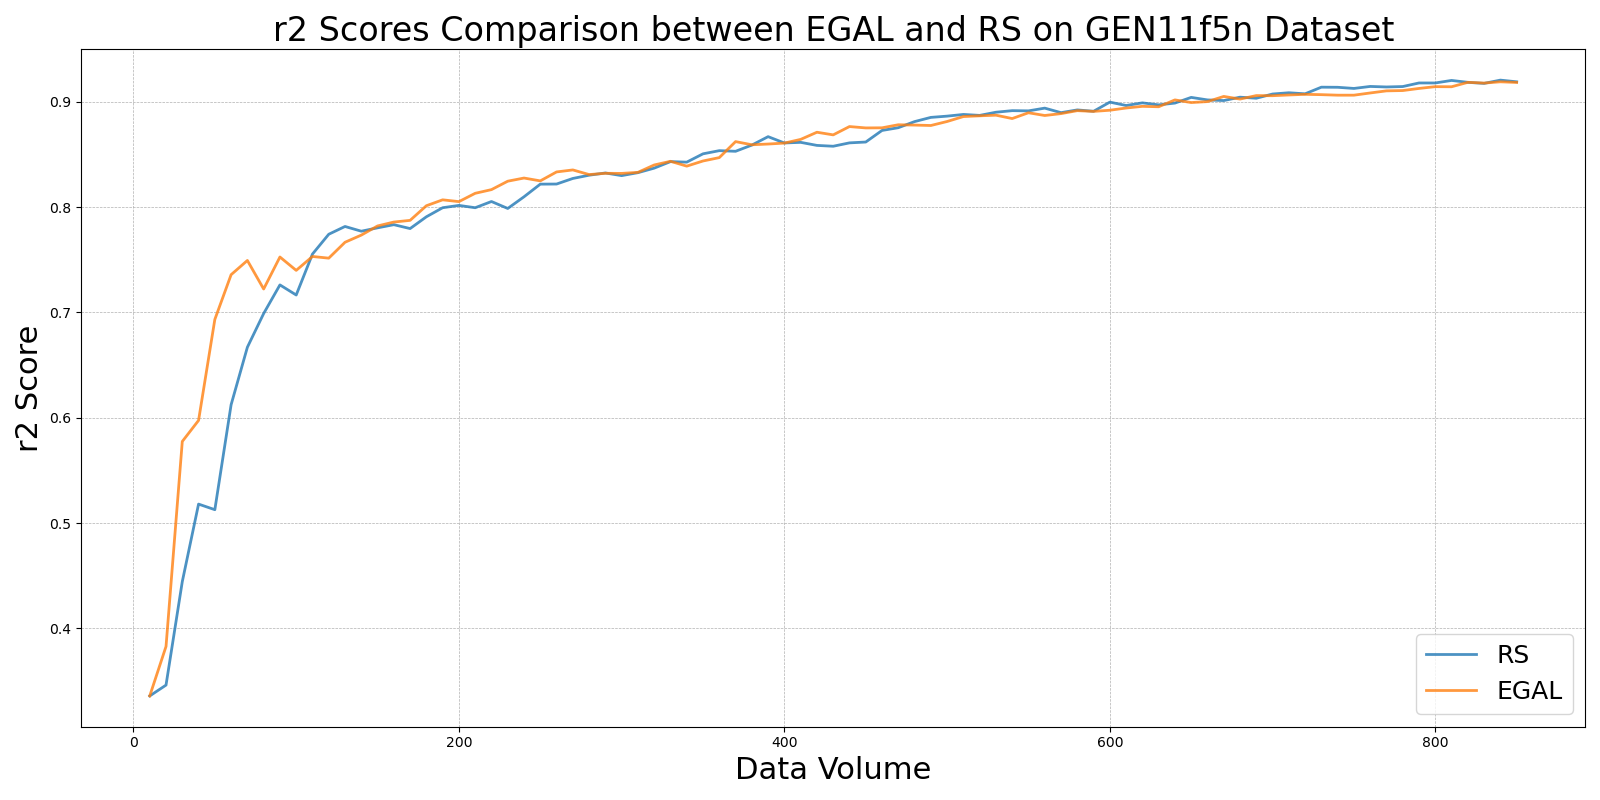 r2 Scores Comparison between EGAL and RS on GEN11f5n Dataset
r2 Score
0.9
0.8
0.7
0.6
0.5
0.4
RS
EGAL
0 200 400 600 800
Data Volume